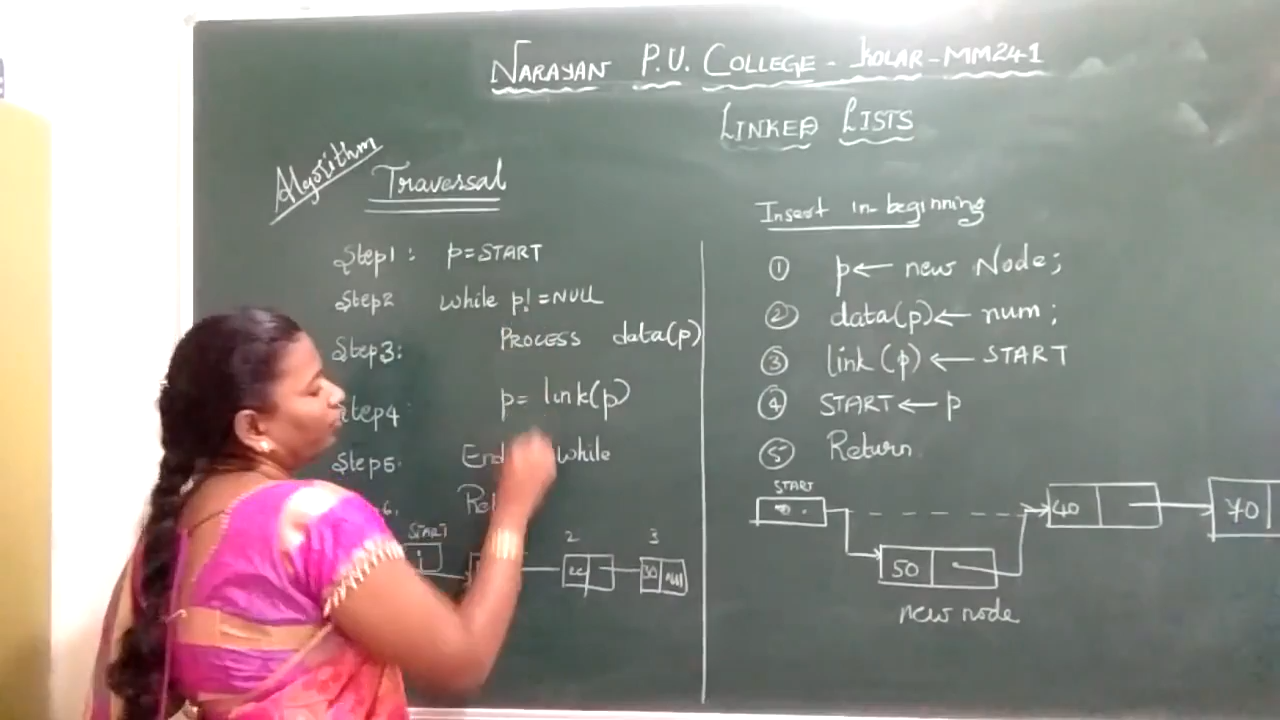 NARAYAN P.U. COLLEGE - KOLAR - MM241
LINKED LISTS
Algorithm
Traversal
Step1: p=START
Step2 while p!=NULL
Step3: PROCESS data(p)
Step4: p= link(p)
Step5. End while
6.
START
2 3
30 null
Insert in beginning
① p← new Node;
② data(p)← num;
③ link (p) ← START
④ START← p
⑤ Return
START
40
70
50
new node